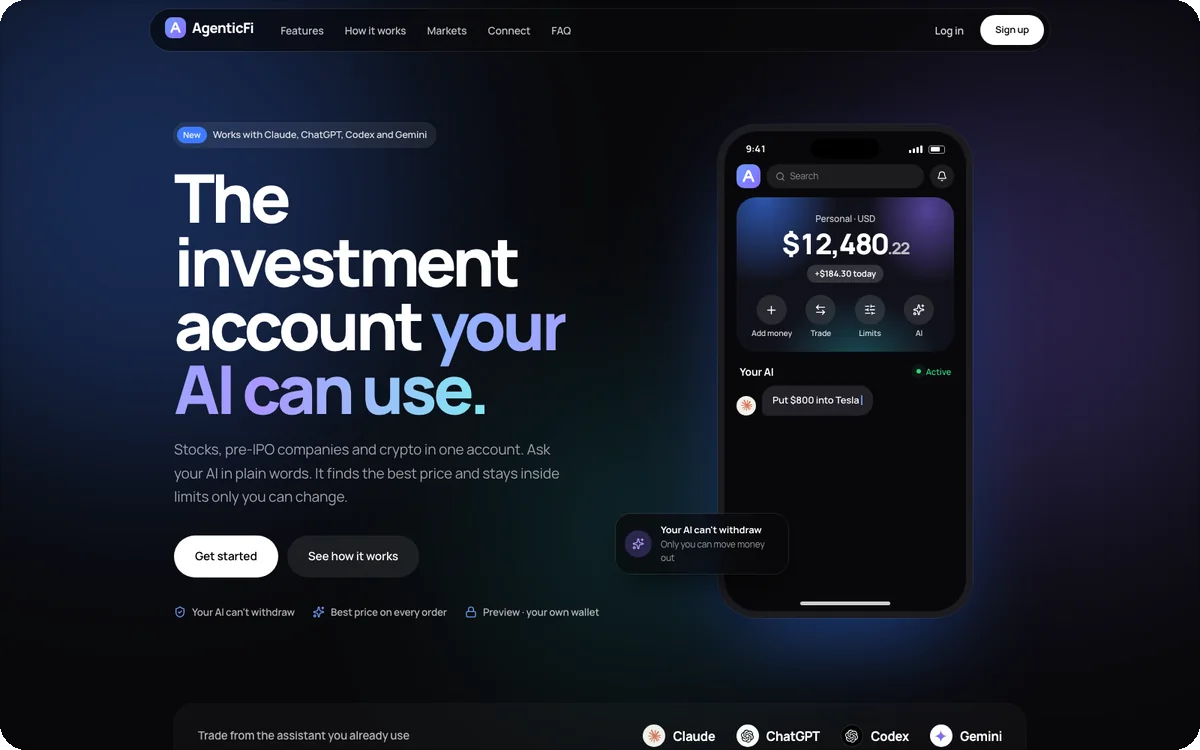 AgenticFi
Features
How it works
Markets
Connect
FAQ
Log in
Sign up
New
Works with Claude, ChatGPT, Codex and Gemini
The
investment
account your
AI can use.
Stocks, pre-IPO companies and crypto in one account. Ask
your AI in plain words. It finds the best price and stays inside
limits only you can change.
Get started
See how it works
Your AI can't withdraw
Best price on every order
Preview · your own wallet
9:41
A
Search
Personal · USD
$12,480.22
+$184.30 today
Add money
Trade
Limits
AI
Your AI
Active
Put $800 into Tesla
Your AI can't withdraw
Only you can move money
out
Trade from the assistant you already use
Claude
ChatGPT
Codex
Gemini